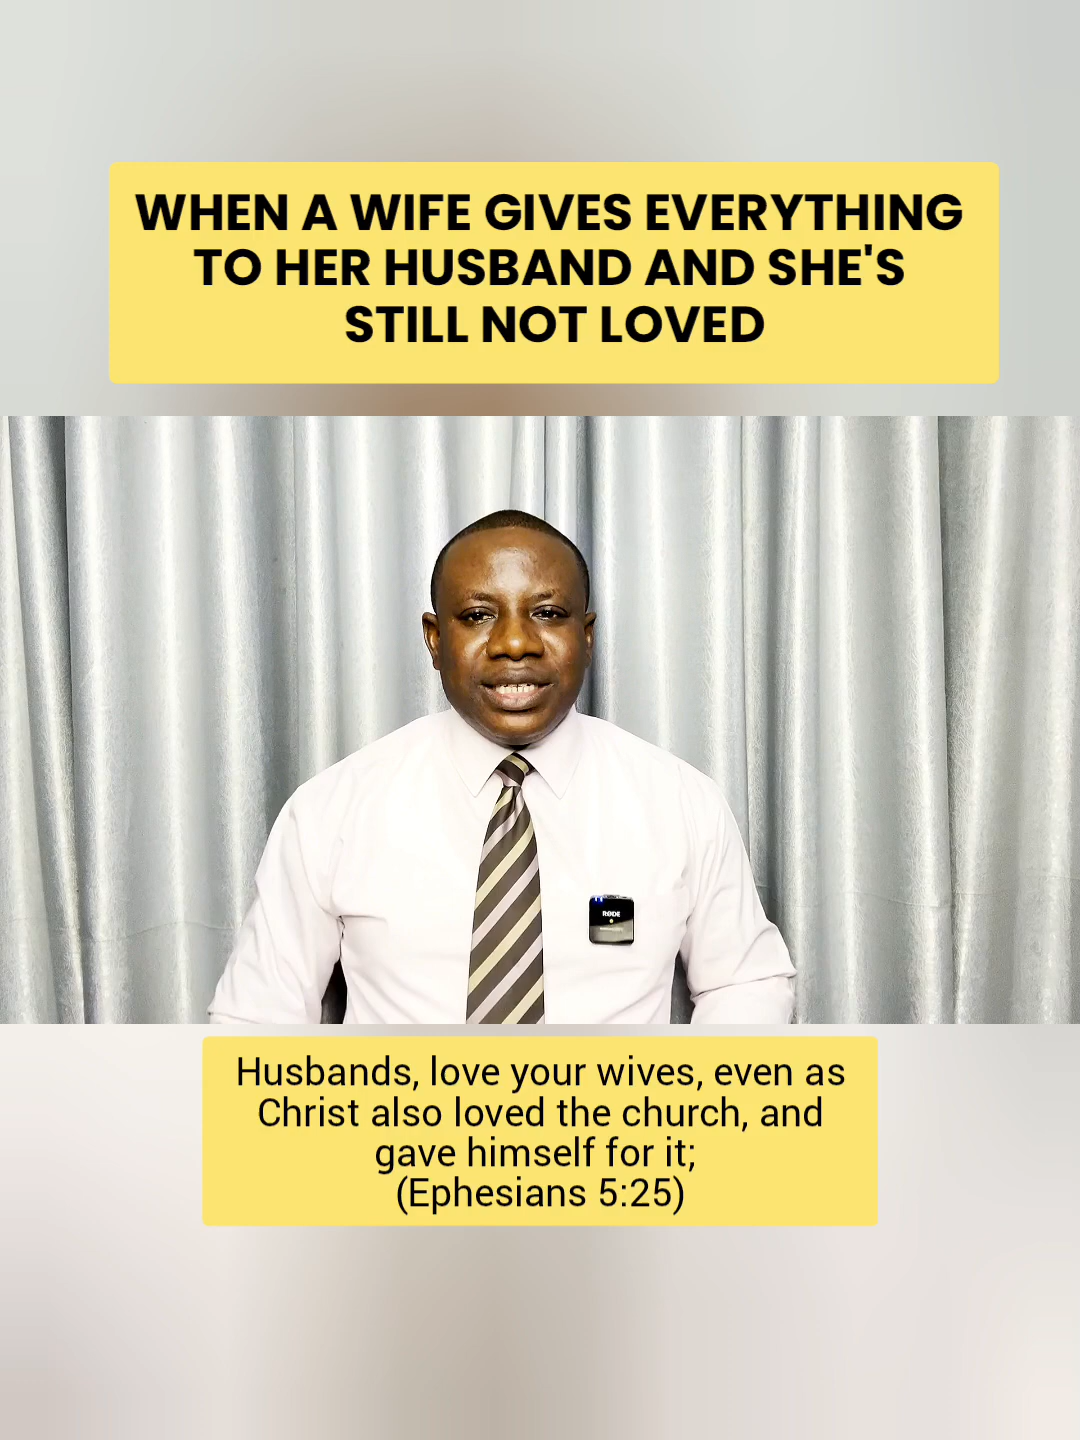 WHEN A WIFE GIVES EVERYTHING
TO HER HUSBAND AND SHE'S
STILL NOT LOVED
RØDE
Husbands, love your wives, even as
Christ also loved the church, and
gave himself for it;
(Ephesians 5:25)